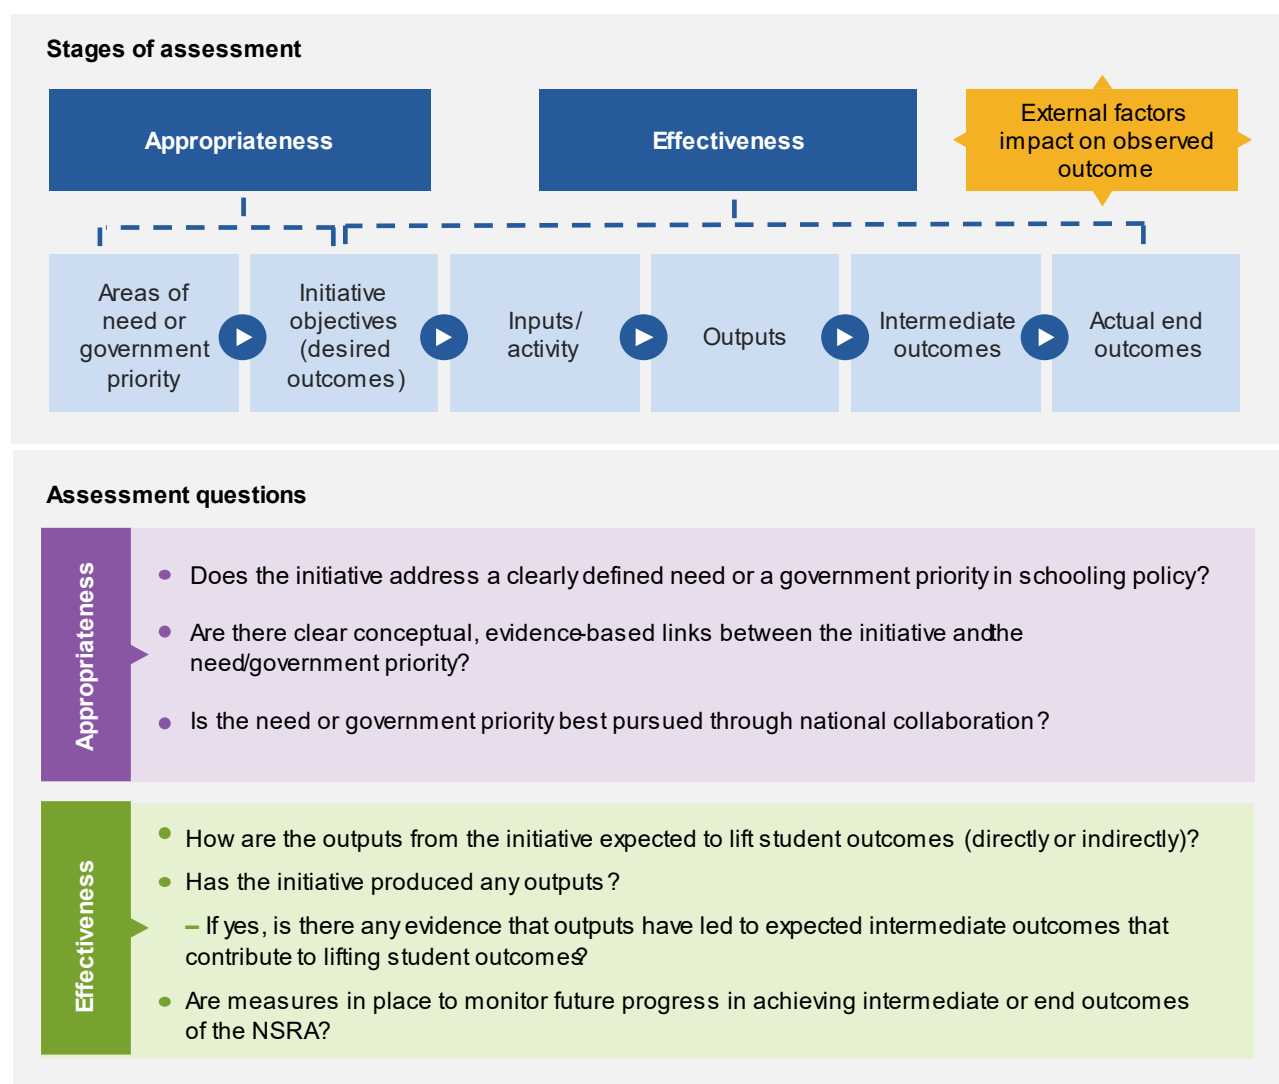 Stages of assessment
Appropriateness
Effectiveness
External factors
impact on observed
outcome
Areas of
need or
government
priority
Initiative
objectives
(desired
outcomes)
Inputs/
activity
Outputs
Intermediate
outcomes
Actual end
outcomes
Assessment questions
Appropriateness
• Does the initiative address a clearly defined need or a government priority in schooling policy?
• Are there clear conceptual, evidence-based links between the initiative and the
need/government priority?
• Is the need or government priority best pursued through national collaboration?
Effectiveness
• How are the outputs from the initiative expected to lift student outcomes (directly or indirectly)?
• Has the initiative produced any outputs?
– If yes, is there any evidence that outputs have led to expected intermediate outcomes that
contribute to lifting student outcomes?
• Are measures in place to monitor future progress in achieving intermediate or end outcomes
of the NSRA?